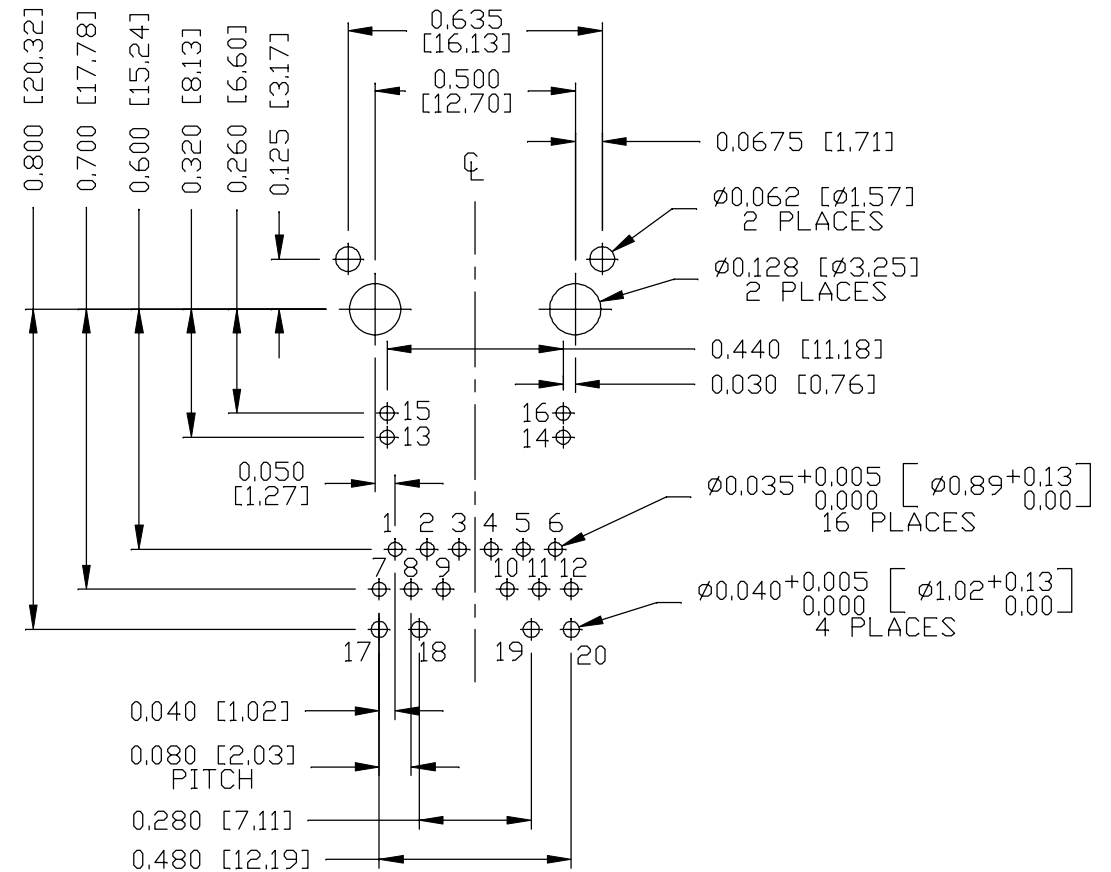 0,635
[16,13]
0,500
[12,70]
0,800 [20,32]
0,700 [17,78]
0,600 [15,24]
0,320 [8,13]
0,260 [6,60]
0,125 [3,17]
0,0675 [1,71]
CL
Ø0,062 [Ø1,57]
2 PLACES
Ø0,128 [Ø3,25]
2 PLACES
0,440 [11,18]
0,030 [0,76]
15
16
13
14
0,050
[1,27]
Ø0,035+0,005 0,000 [Ø0,89+0,13 0,00]
16 PLACES
1 2 3 4 5 6
7 8 9 10 11 12
Ø0,040+0,005 0,000 [Ø1,02+0,13 0,00]
4 PLACES
17 18 19 20
0,040 [1,02]
0,080 [2,03]
PITCH
0,280 [7,11]
0,480 [12,19]